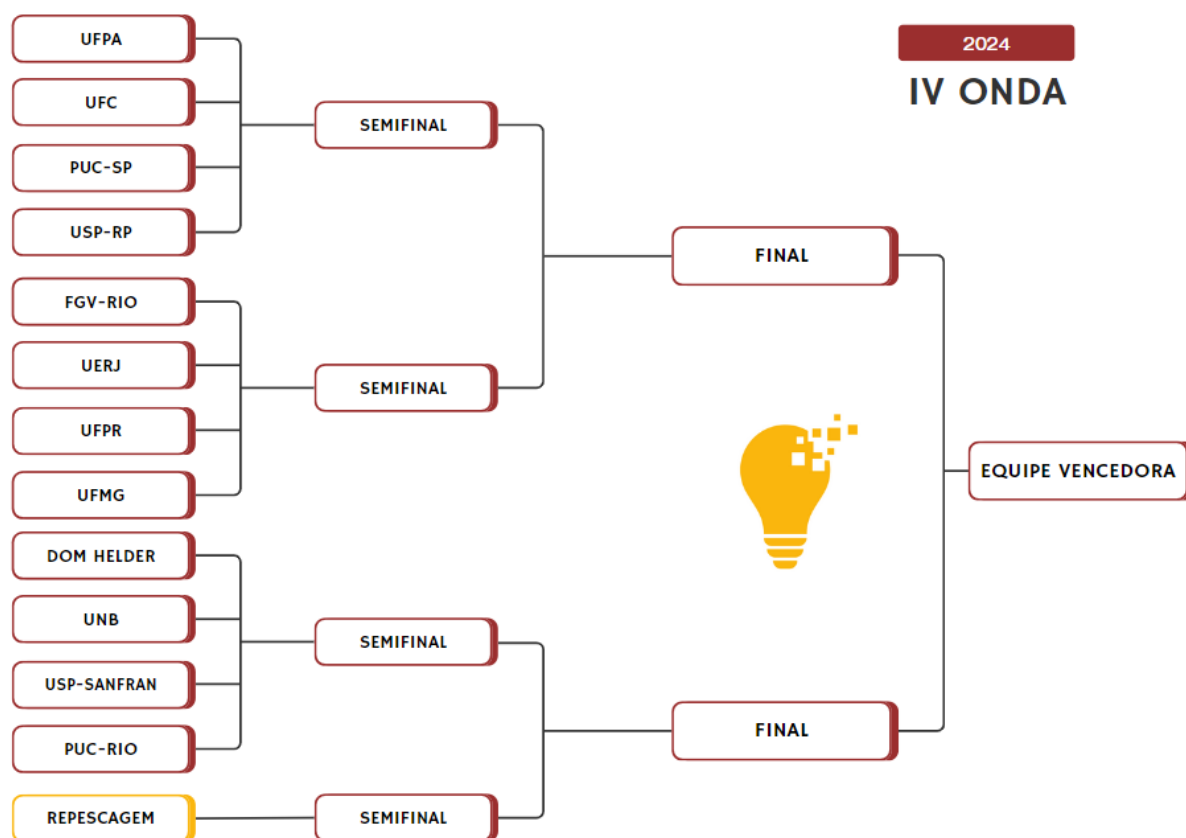 2024
IV ONDA
UFPA
UFC
PUC-SP
USP-RP
FGV-RIO
UERJ
UFPR
UFMG
DOM HELDER
UNB
USP-SANFRAN
PUC-RIO
REPESCAGEM
SEMIFINAL
SEMIFINAL
SEMIFINAL
SEMIFINAL
FINAL
FINAL
EQUIPE VENCEDORA